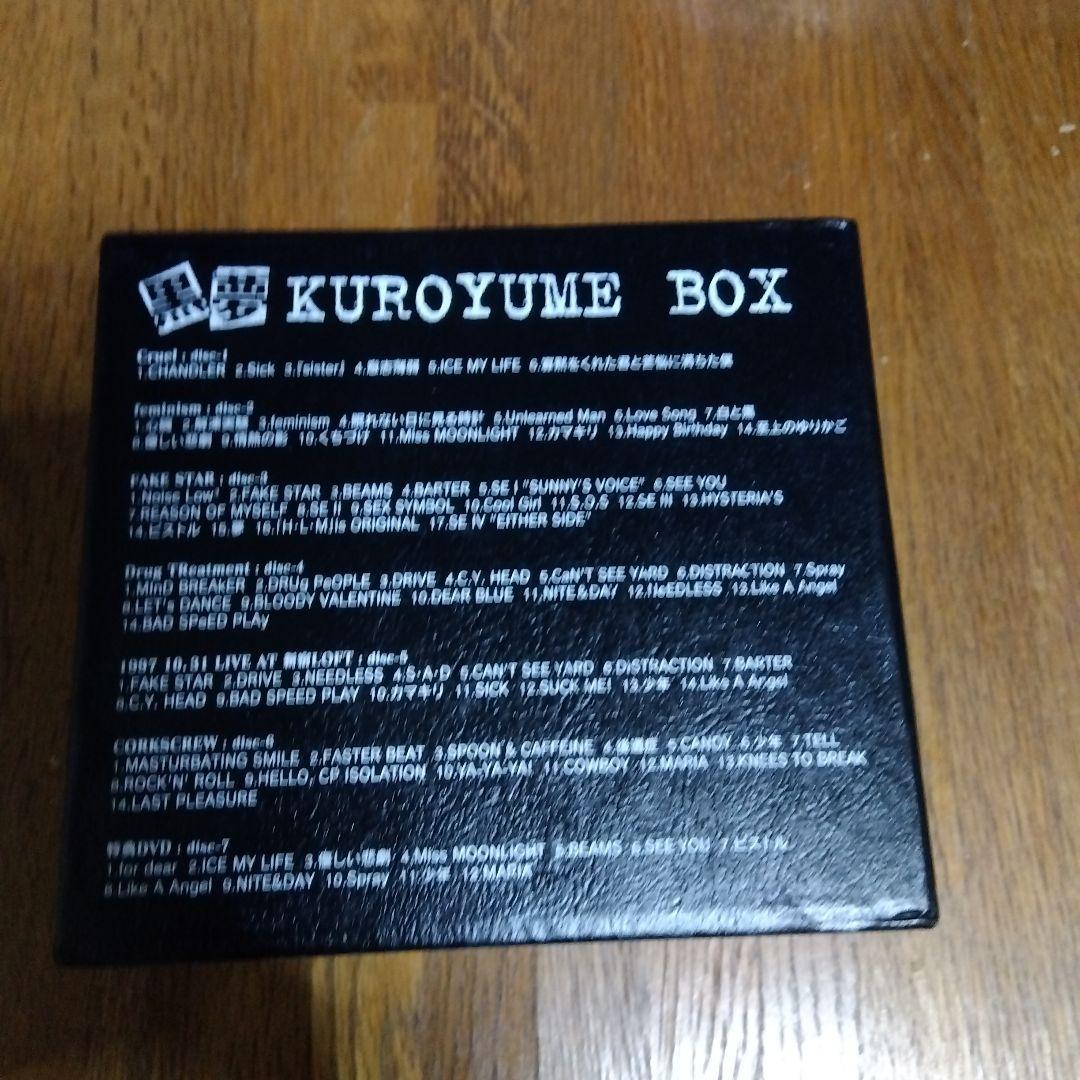 黒夢 KUROYUME BOX
Cruel : disc-1
1.CHANDLER 2.Sick 3.「sister」 4. 5.ICE MY LIFE 6.寡黙をくれた君と苦悩に満ちた僕
feminism : disc-2
3.feminism 4.眠れない日に見る時計 5.Unlearned Man 6.Love Song 7.白と黒
8.優しい悲劇 10.くちづけ 11.Miss MOONLIGHT 12.カマキリ 13.Happy Birthday 14.至上のゆりかご
FAKE STAR : disc-3
1.Noise Low 2.FAKE STAR 3.BEAMS 4.BARTER 5.SE I "SUNNY'S VOICE" 6.SEE YOU
7.REASON OF MYSELF 8.SE II 9.SEX SYMBOL 10.Cool Girl 11.S.O.S 12.SE III 13.HYSTERIA'S
14.ピストル 15.夢 16.「H・L・M」is ORIGINAL 17.SE IV "EITHER SIDE"
Drug TReatment : disc-4
1.MinD BREAKER 2.DRUg PeOPLE 3.DRIVE 4.C.Y. HEAD 5.CaN'T SEE YARD 6.DISTRACTION 7.Spray
8.LET's DANCE 9.BLOODY VALENTINE 10.DEAR BLUE 11.NITE&DAY 12.NeEDLESS 13.Like A Angel
14.BAD SPeED PLAy
1997 10.31 LIVE AT 新宿LOFT : disc-5
1.FAKE STAR 2.DRIVE 3.NEEDLESS 4.S・A・D 5.CAN'T SEE YARD 6.DISTRACTION 7.BARTER
8.C.Y. HEAD 9.BAD SPEED PLAY 10.カマキリ 11.SICK 12.SUCK ME! 13.少年 14.Like A Angel
CORKSCREW : disc-6
1.MASTURBATING SMILE 2.FASTER BEAT 3.SPOON & CAFFEINE 4.後遺症 5.CANDY 6.少年 7.TELL
8.ROCK'N' ROLL 9.HELLO, CP ISOLATION 10.YA-YA-YA! 11.COWBOY 12.MARIA 13.KNEES TO BREAK
14.LAST PLEASURE
特典DVD : disc-7
1.for dear 2.ICE MY LIFE 3.優しい悲劇 4.Miss MOONLIGHT 5.BEAMS 6.SEE YOU 7.ピストル
8.Like A Angel 9.NITE&DAY 10.Spray 11.少年 12.MARIA